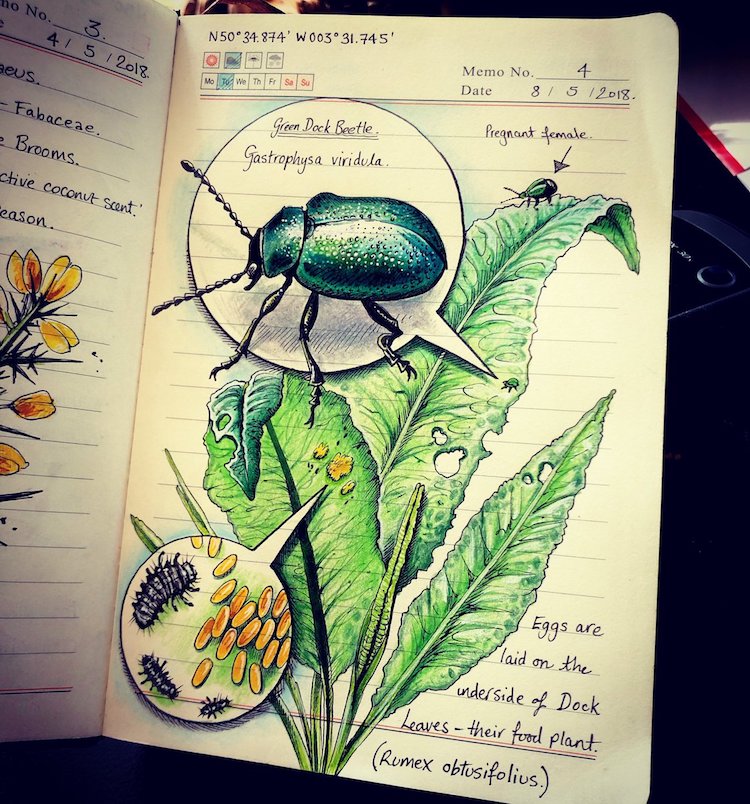 mo No. 3.
4 / 5 / 2018.
aeus.
- Fabaceae.
e Brooms.
ctive coconut scent.'
eason.
N50°34.874' W003°31.745'
Mo Tu We Th Fr Sa Su
Memo No. 4
Date 8 / 5 / 2018.
Green Dock Beetle.
Gastrophysa viridula.
Pregnant female.
Eggs are
laid on the
underside of Dock
Leaves - their food plant.
(Rumex obtusifolius.)